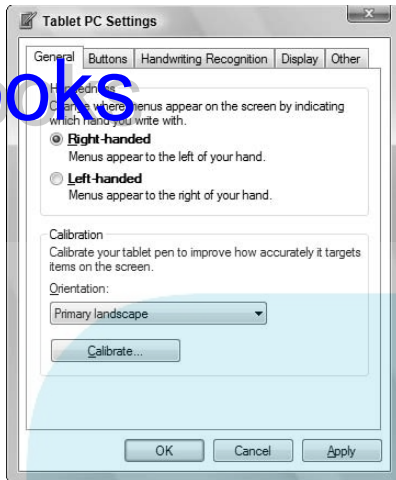 Tablet PC Settings
General Buttons Handwriting Recognition Display Other
ooks
Handedness
Change where menus appear on the screen by indicating
which hand you write with.
Right-handed
Menus appear to the left of your hand.
Left-handed
Menus appear to the right of your hand.
Calibration
Calibrate your tablet pen to improve how accurately it targets
items on the screen.
Orientation:
Primary landscape
Calibrate...
OK Cancel Apply